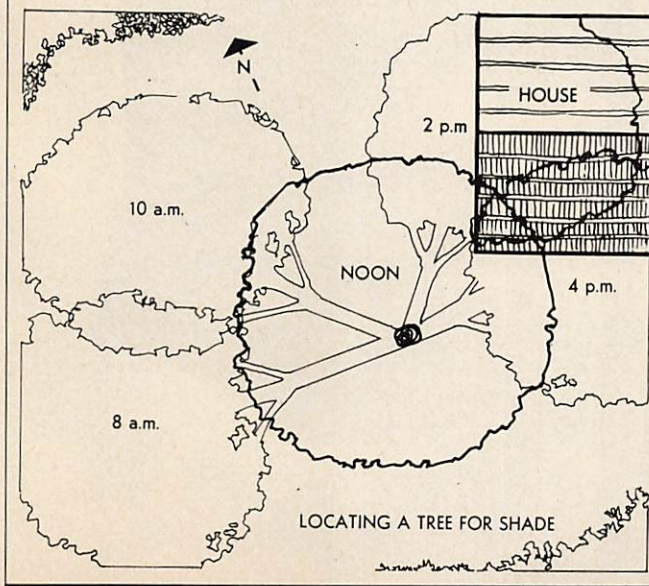 N
HOUSE
2 p.m
10 a.m.
NOON
4 p.m.
8 a.m.
LOCATING A TREE FOR SHADE